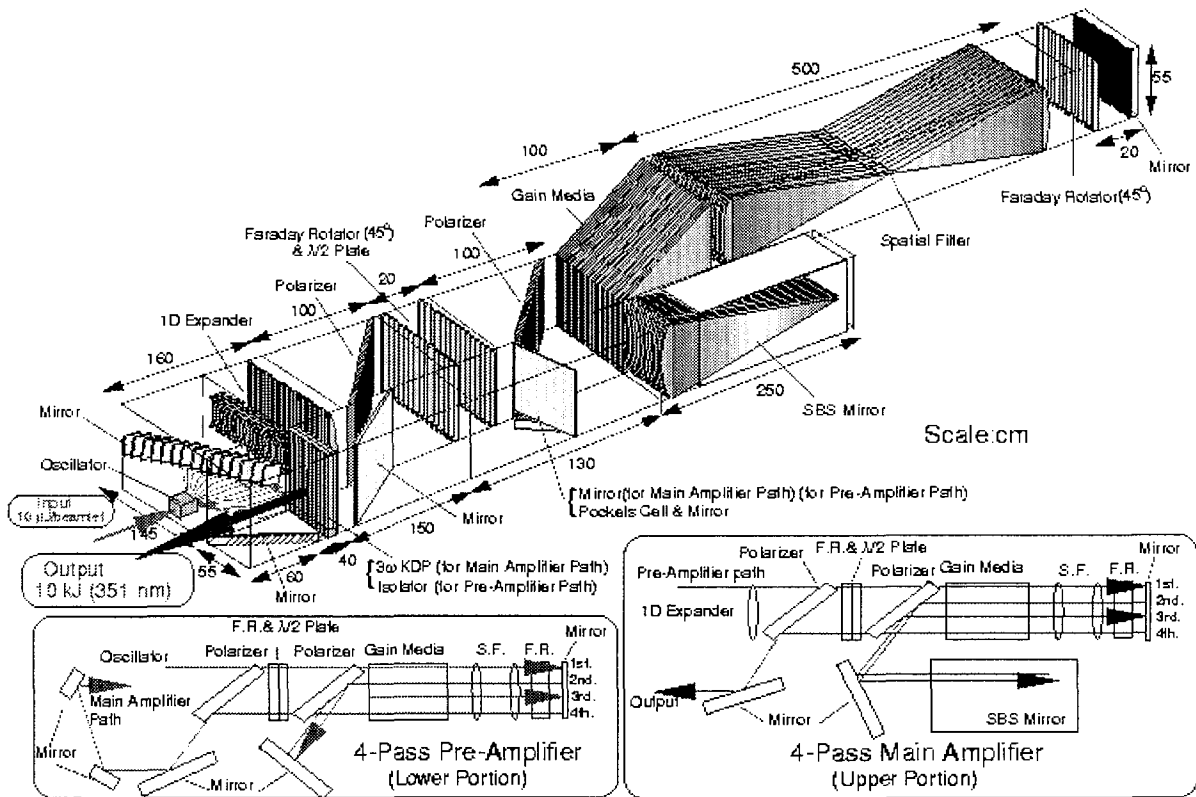 500
55
20
Mirror
Faraday Rotator (45°)
100
Gain Media
Spatial Filter
Polarizer
Faraday Rotator (45°)
& λ/2 Plate
100
20
Polarizer
100
1D Expander
160
Mirror
Oscillator
Input
145
Output
10 kJ (351 nm)
55
60
Mirror
40
3ω KDP (for Main Amplifier Path)
Isolator (for Pre-Amplifier Path)
150
Mirror
130
Mirror (for Main Amplifier Path) (for Pre-Amplifier Path)
Pockels Cell & Mirror
250
SBS Mirror
Scale:cm
F.R.& λ/2 Plate
Oscillator
Polarizer
Polarizer
Gain Media
S.F.
F.R.
Mirror
1st.
2nd.
3rd.
4th.
Main Amplifier
Path
Mirror
Mirror
4-Pass Pre-Amplifier
(Lower Portion)
F.R.& λ/2 Plate
Polarizer
Polarizer
Gain Media
S.F.
F.R.
Mirror
Pre-Amplifier path
1D Expander
1st.
2nd.
3rd.
4th.
Output
Mirror
SBS Mirror
4-Pass Main Amplifier
(Upper Portion)